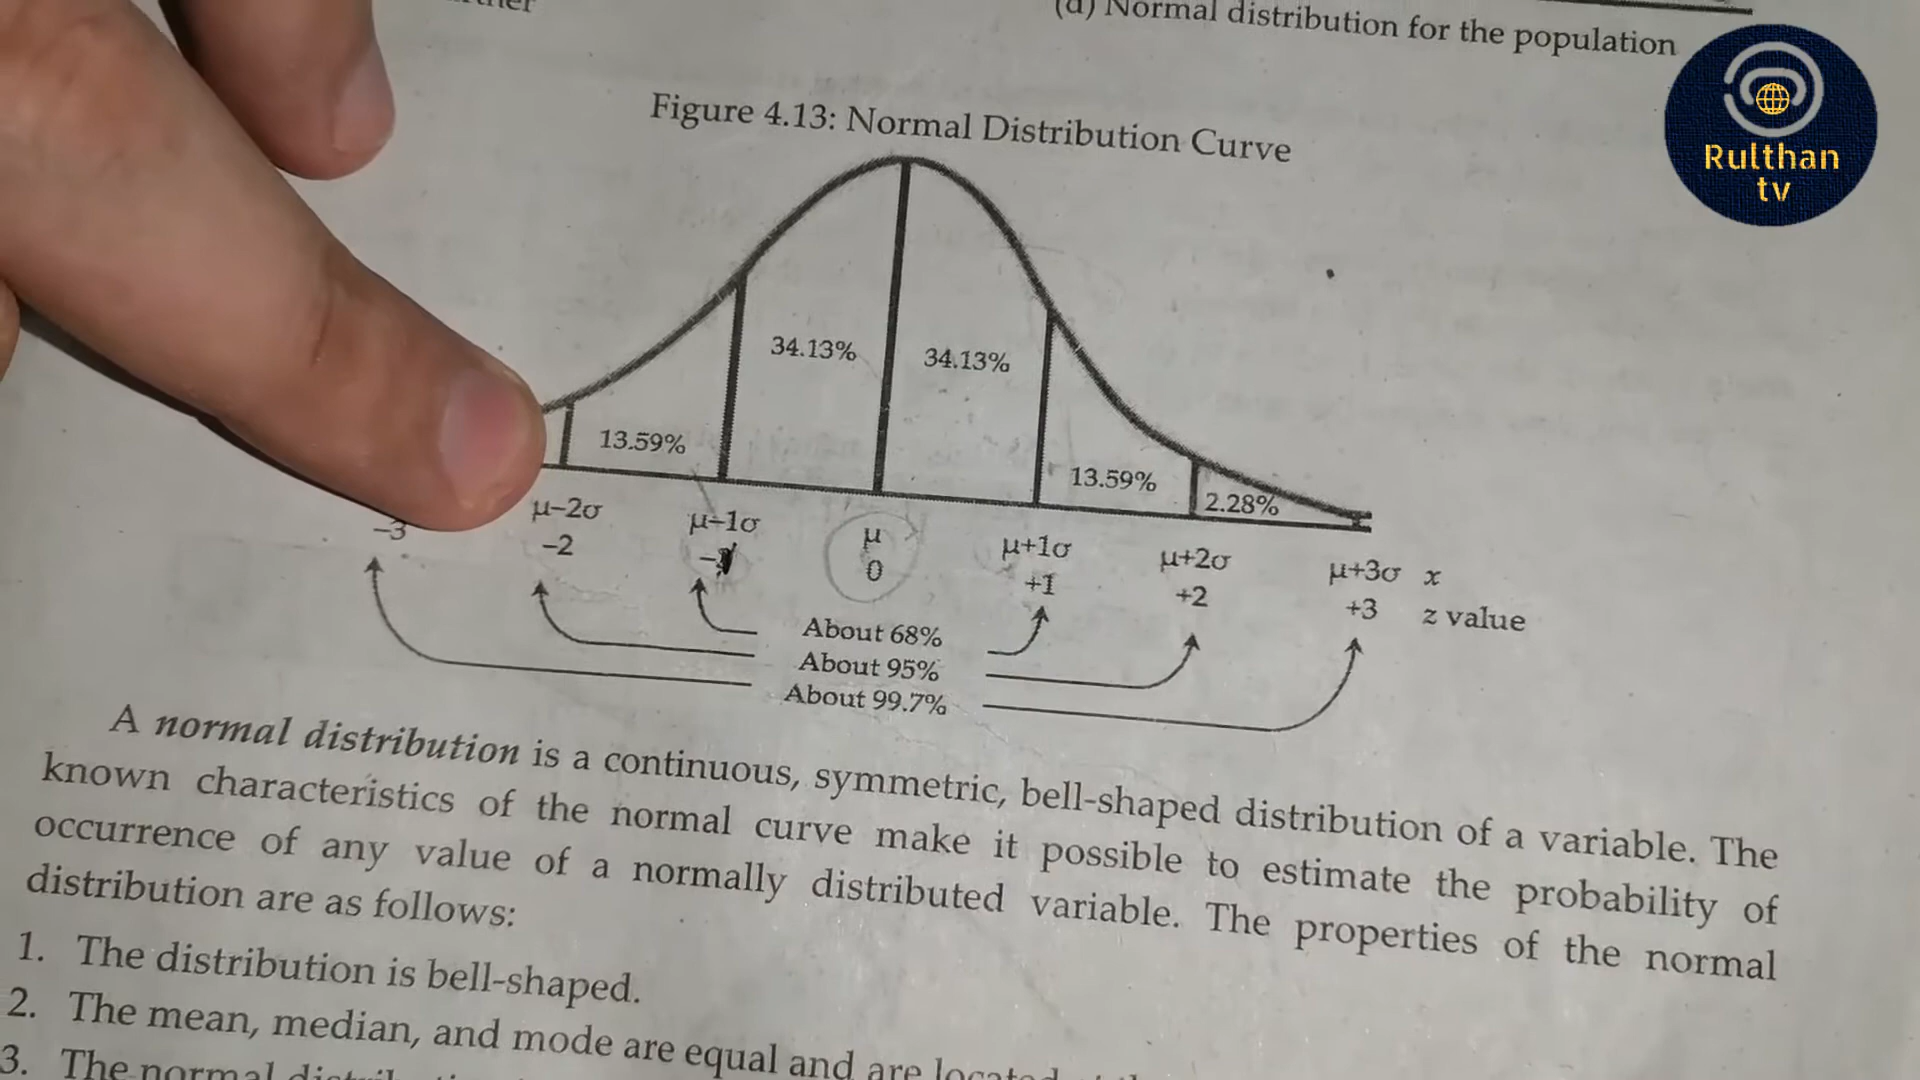 (d) Normal distribution for the population
Rulthan
tv
Figure 4.13: Normal Distribution Curve
34.13%
34.13%
13.59%
13.59%
2.28%
μ−2σ
μ−1σ
μ
μ+1σ
μ+2σ
μ+3σ x
−3
−2
0
+1
+2
+3 z value
About 68%
About 95%
About 99.7%
A normal distribution is a continuous, symmetric, bell-shaped distribution of a variable. The
known characteristics of the normal curve make it possible to estimate the probability of
occurrence of any value of a normally distributed variable. The properties of the normal
distribution are as follows:
1. The distribution is bell-shaped.
2. The mean, median, and mode are equal and are located
3. The normal